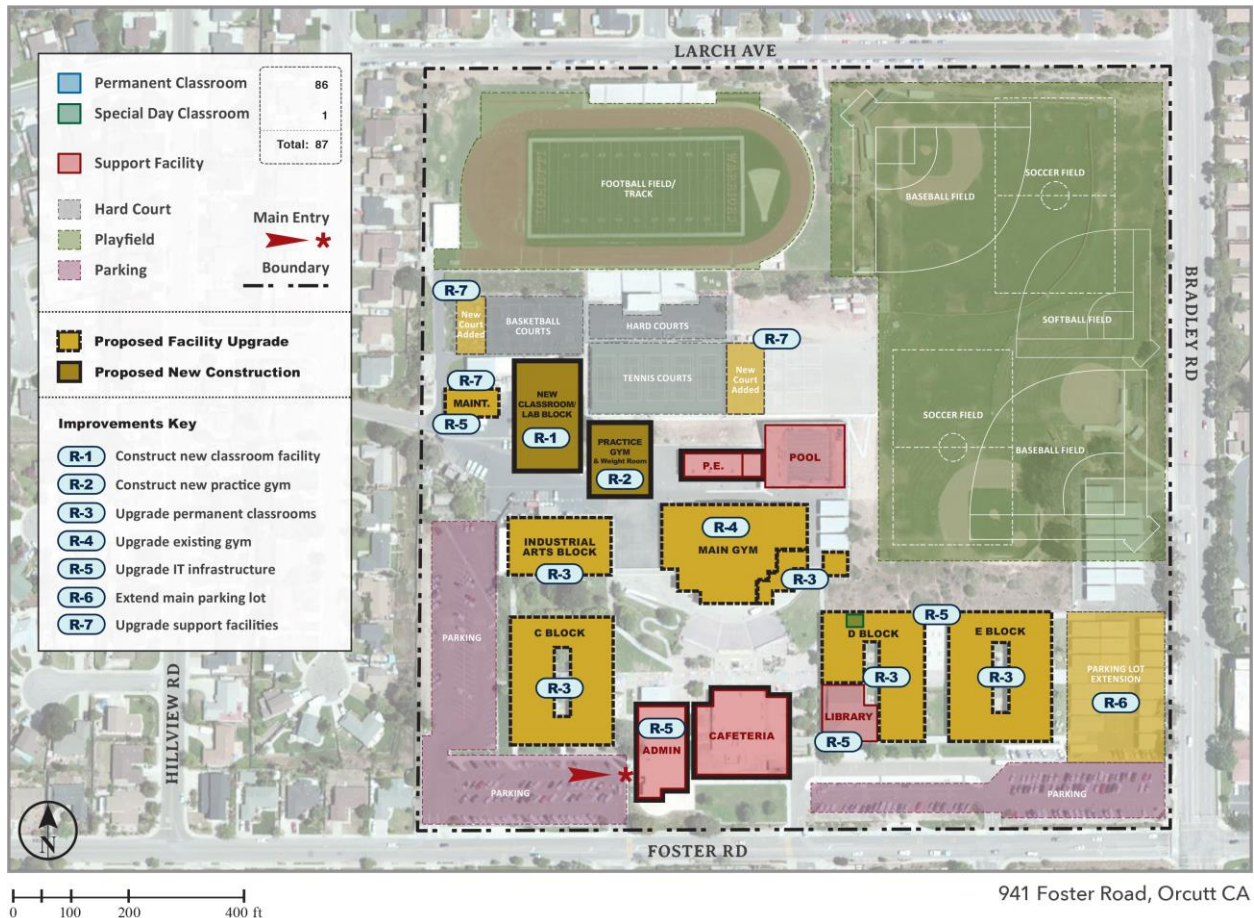 LARCH AVE
Permanent Classroom 86
Special Day Classroom 1
Total: 87
Support Facility
Hard Court
Playfield
Parking
Main Entry
*
Boundary
Proposed Facility Upgrade
Proposed New Construction
Improvements Key
R-1 Construct new classroom facility
R-2 Construct new practice gym
R-3 Upgrade permanent classrooms
R-4 Upgrade existing gym
R-5 Upgrade IT infrastructure
R-6 Extend main parking lot
R-7 Upgrade support facilities
FOOTBALL FIELD/
TRACK
BASEBALL FIELD
SOCCER FIELD
SOFTBALL FIELD
SOCCER FIELD
BASEBALL FIELD
BRADLEY RD
R-7
New
Court
Added
BASKETBALL
COURTS
HARD COURTS
TENNIS COURTS
R-7
New
Court
Added
R-7
MAINT.
R-5
NEW
CLASSROOM/
LAB BLOCK
R-1
PRACTICE
GYM
& Weight Room
R-2
P.E.
POOL
INDUSTRIAL
ARTS BLOCK
R-3
R-4
MAIN GYM
R-3
PARKING
C BLOCK
R-3
D BLOCK
R-3
R-5
E BLOCK
R-3
PARKING LOT
EXTENSION
R-6
LIBRARY
R-5
R-5
ADMIN
CAFETERIA
*
PARKING
PARKING
HILLVIEW RD
FOSTER RD
N
0 100 200 400 ft
941 Foster Road, Orcutt CA